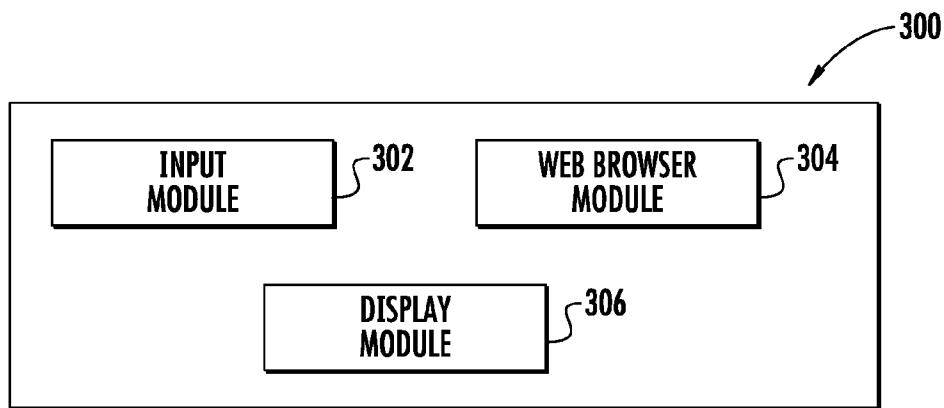 300
INPUT
MODULE
302
WEB BROWSER
MODULE
304
DISPLAY
MODULE
306